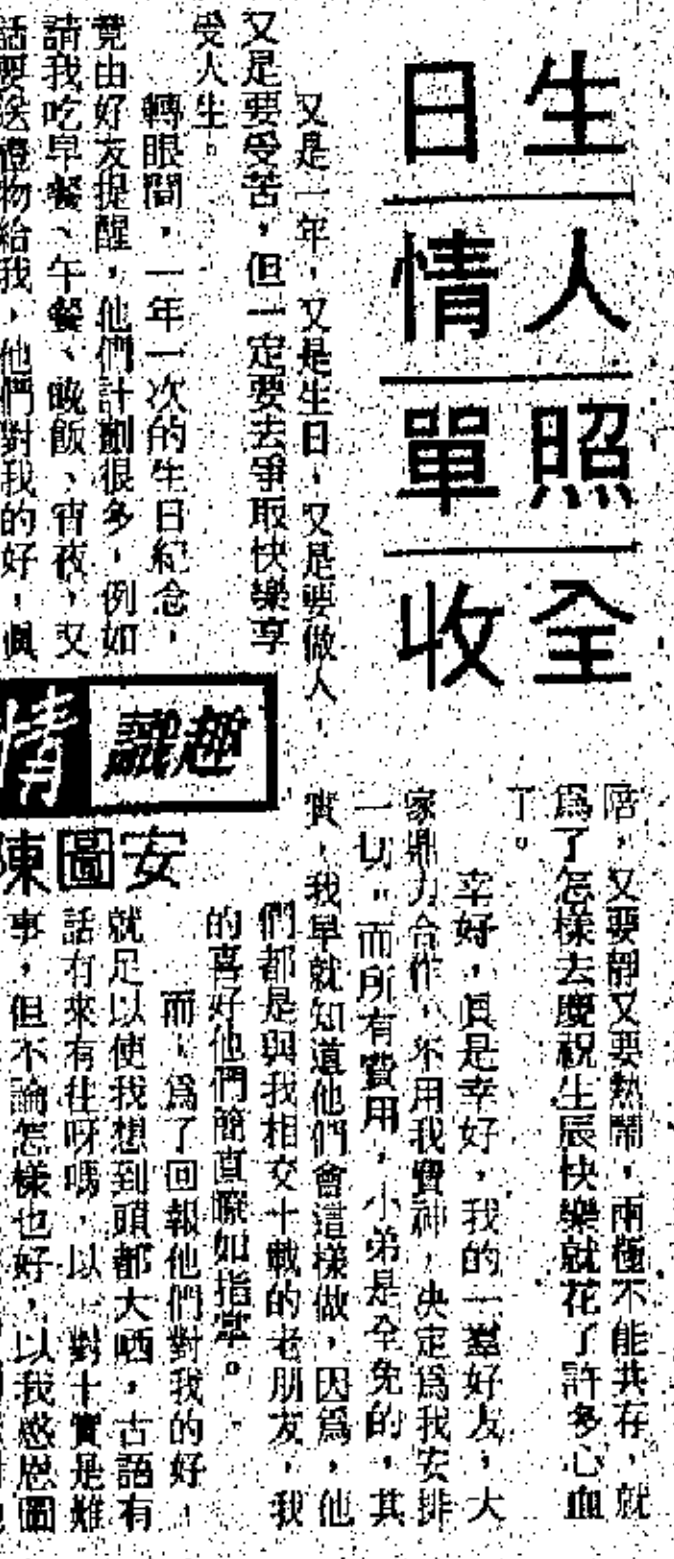 生日
人情
照單
全收
又是一年，又是生日，又是要做人，
又是要受苦，但一定要去爭取快樂享
受人生。
轉眼間，一年一次的生日紀念，
竟由好友提醒，他們計劃很多，例如
請我吃早餐、午餐、晚飯、宵夜，又
話要送禮物給我，他們對我的好，眞
趣識情
陳圖安
陪，又要靜又要熱鬧，兩極不能共存，就
爲了怎樣去慶祝生辰快樂就花了許多心血
了。
幸好，眞是幸好，我的一羣好友，大
家鼎力合作，不用我費神，決定爲我安排
一切，而所有費用，小弟是全免的，其
實，我早就知道他們會這樣做，因爲，他
們都是與我相交十載的老朋友，我
的喜好他們簡直瞭如指掌。
而，爲了回報他們對我的好，
就足以使我想到頭都大哂，古語有
話有來有往呀嗎，以一對十實是難
事，但不論怎樣也好，以我感恩圖